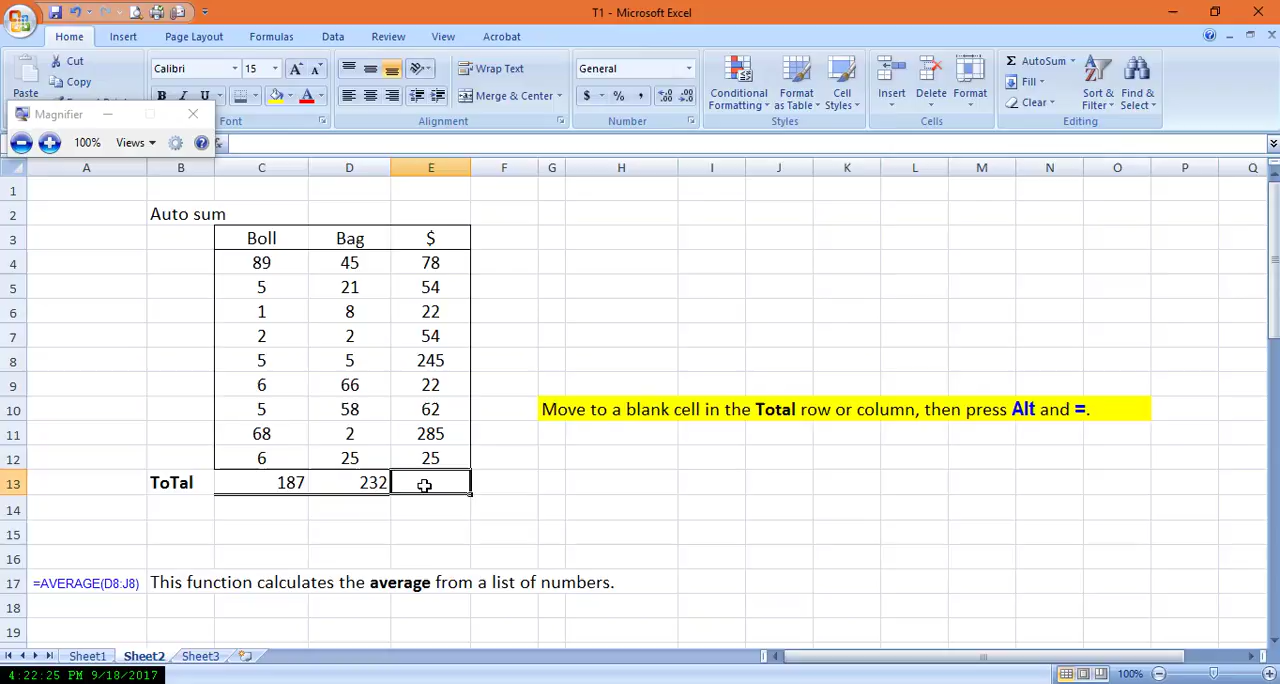 T1 - Microsoft Excel
Home Insert Page Layout Formulas Data Review View Acrobat
Cut
Copy
Paste
Calibri 15 A A
B I U A
Wrap Text
Merge & Center
General
$ % ,
Conditional Formatting
Format as Table
Cell Styles
Insert Delete Format
Σ AutoSum
Fill
Clear
Sort & Filter
Find & Select
Font Alignment Number Styles Cells Editing
Magnifier
100% Views
A B C D E F G H I J K L M N O P Q
1
2 Auto sum
3 Boll Bag $
4 89 45 78
5 5 21 54
6 1 8 22
7 2 2 54
8 5 5 245
9 6 66 22
10 5 58 62 Move to a blank cell in the Total row or column, then press Alt and =.
11 68 2 285
12 6 25 25
13 ToTal 187 232
14
15
16
17 =AVERAGE(D8:J8) This function calculates the average from a list of numbers.
18
19
Sheet1 Sheet2 Sheet3
4:22:25 PM 9/18/2017
100%